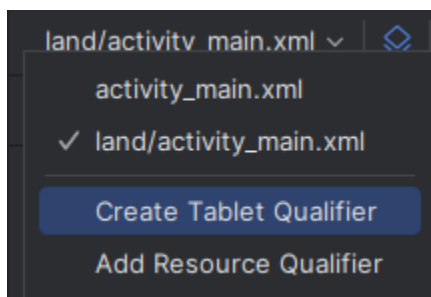 land/activity_main.xml
activity_main.xml
land/activity_main.xml
Create Tablet Qualifier
Add Resource Qualifier